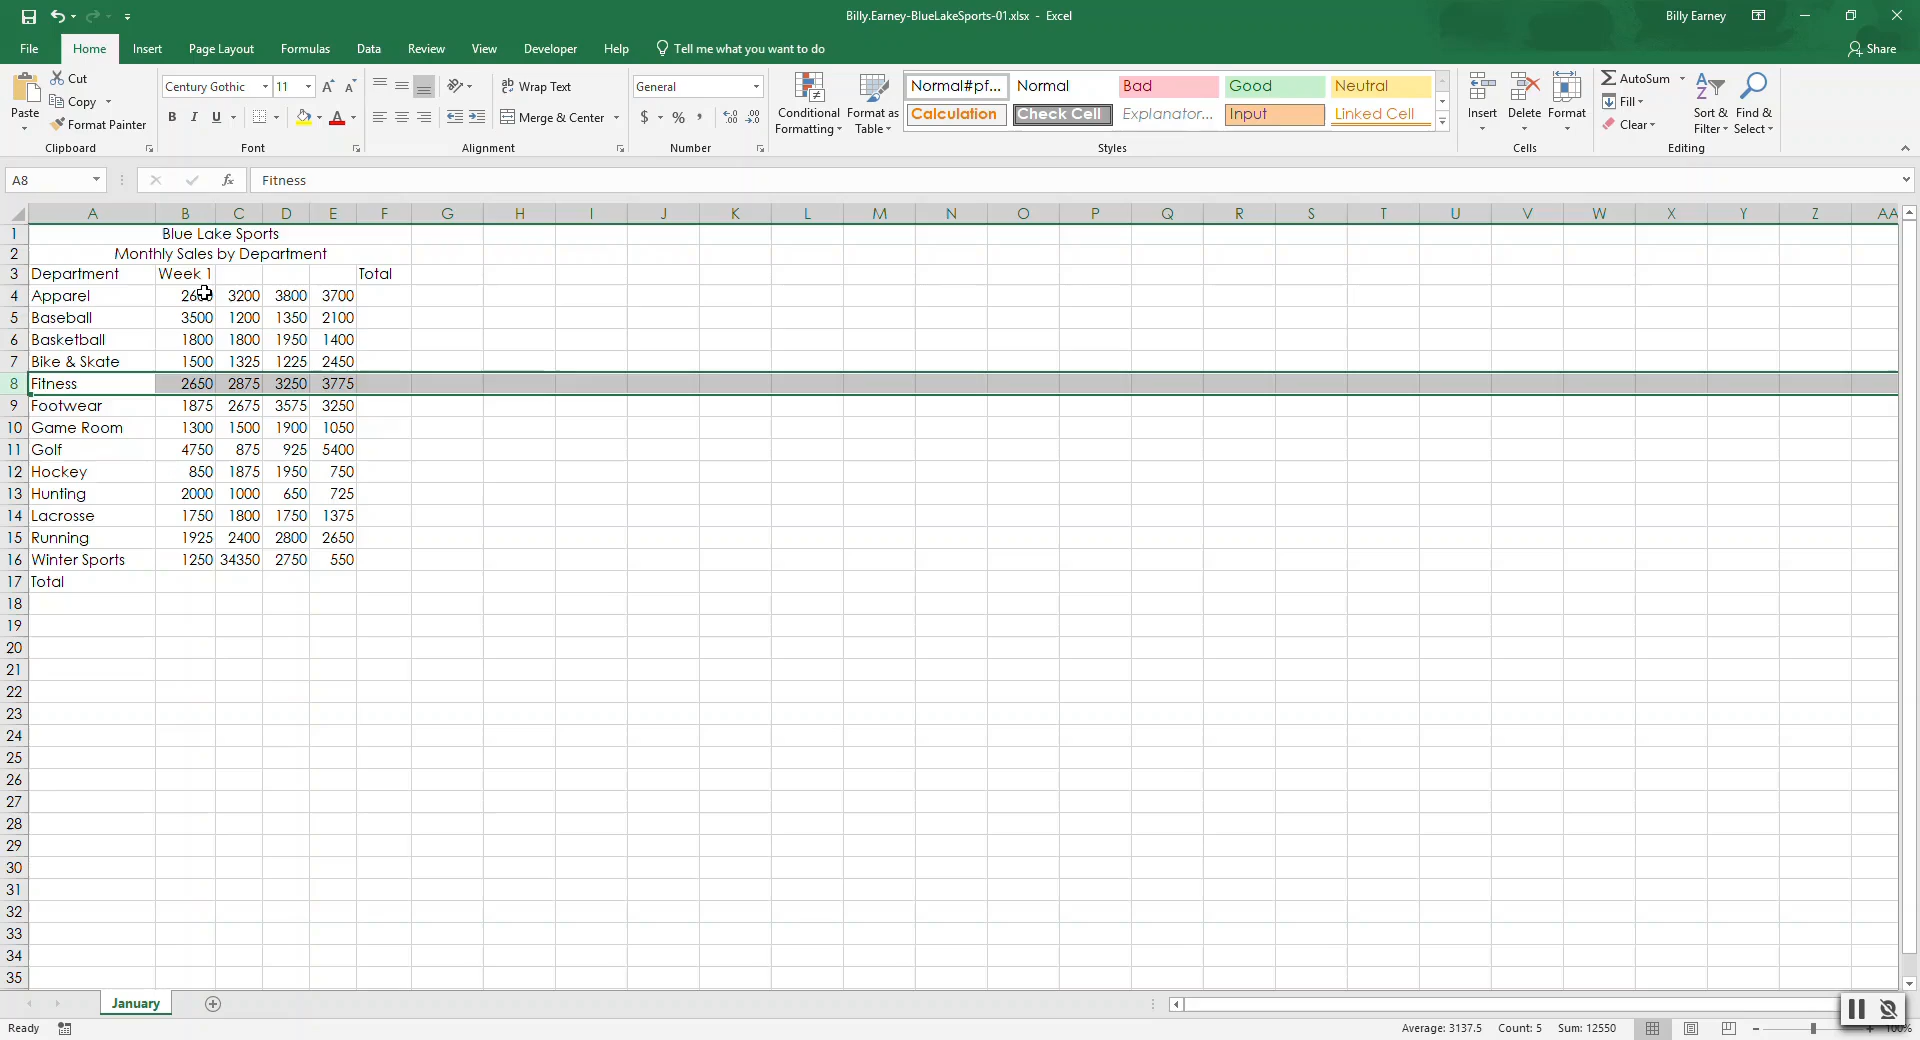 Billy.Earney-BlueLakeSports-01.xlsx - Excel
Billy Earney
File Home Insert Page Layout Formulas Data Review View Developer Help Tell me what you want to do Share
Paste Cut Copy Format Painter Clipboard
Century Gothic 11 B I U A Font
Wrap Text Merge & Center Alignment
General $ % , Number
Conditional Formatting Format as Table
Normal#pf... Normal Bad Good Neutral
Calculation Check Cell Explanator... Input Linked Cell
Styles
Insert Delete Format Cells
AutoSum Fill Clear Sort & Filter Find & Select Editing
A8 fx Fitness
A B C D E F G H I J K L M N O P Q R S T U V W X Y Z AA
1 Blue Lake Sports
2 Monthly Sales by Department
3 Department Week 1 Total
4 Apparel 3200 3800 3700
5 Baseball 3500 1200 1350 2100
6 Basketball 1800 1800 1950 1400
7 Bike & Skate 1500 1325 1225 2450
8 Fitness 2650 2875 3250 3775
9 Footwear 1875 2675 3575 3250
10 Game Room 1300 1500 1900 1050
11 Golf 4750 875 925 5400
12 Hockey 850 1875 1950 750
13 Hunting 2000 1000 650 725
14 Lacrosse 1750 1800 1750 1375
15 Running 1925 2400 2800 2650
16 Winter Sports 1250 34350 2750 550
17 Total
18
19
20
21
22
23
24
25
26
27
28
29
30
31
32
33
34
35
January
Ready Average: 3137.5 Count: 5 Sum: 12550 100%